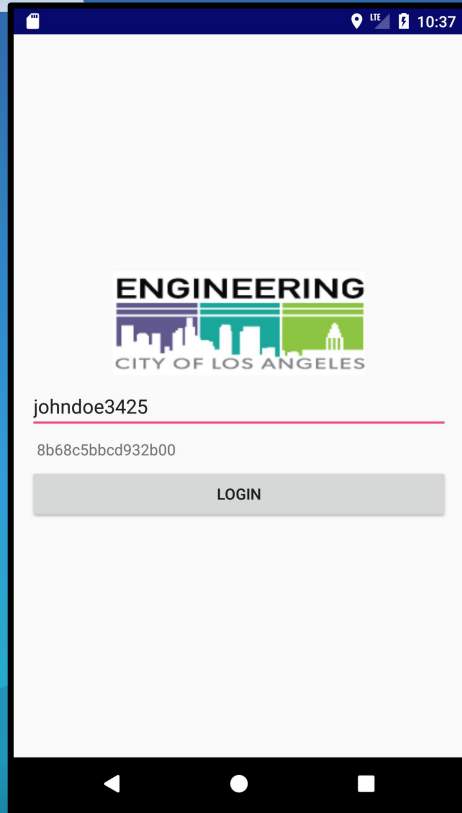 LTE 10:37
ENGINEERING
CITY OF LOS ANGELES
johndoe3425
8b68c5bbcd932b00
LOGIN